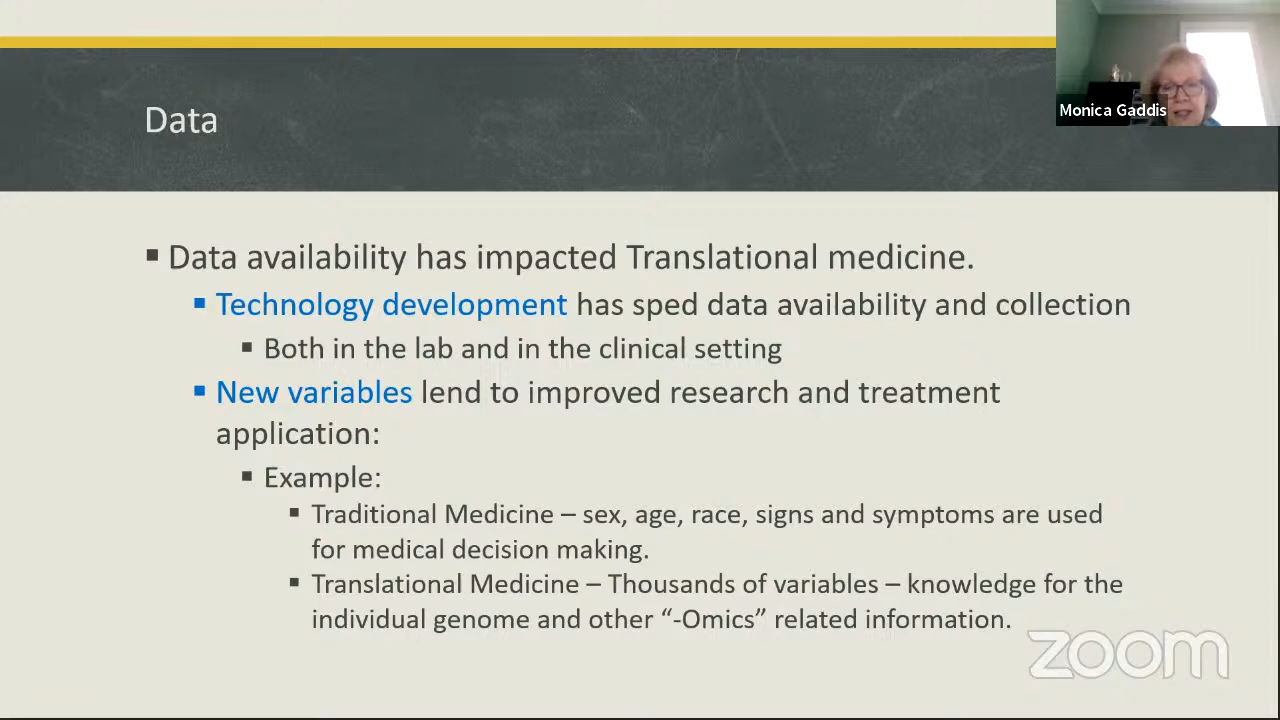 Data
Monica Gaddis
▪ Data availability has impacted Translational medicine.
▪ Technology development has sped data availability and collection
▪ Both in the lab and in the clinical setting
▪ New variables lend to improved research and treatment
application:
▪ Example:
▪ Traditional Medicine – sex, age, race, signs and symptoms are used
for medical decision making.
▪ Translational Medicine – Thousands of variables – knowledge for the
individual genome and other “-Omics” related information.
zoom